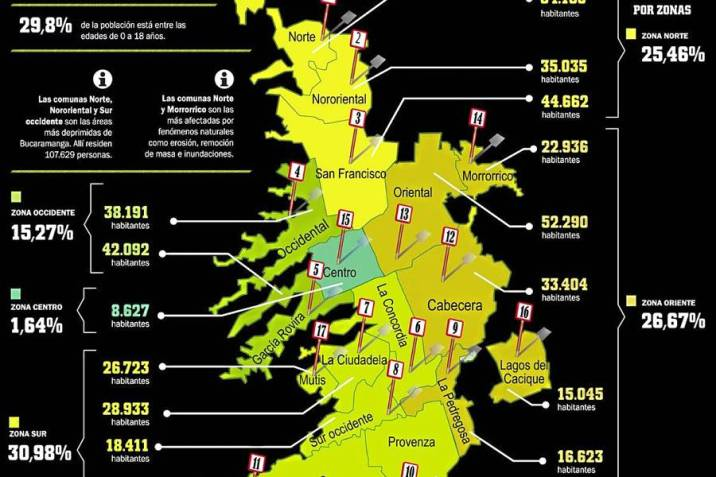 29,8%
de la población está entre las
edades de 0 a 18 años.
Las comunas Norte,
Nororiental y Sur
occidente son las áreas
más deprimidas de
Bucaramanga. Allí residen
107.629 personas.
Las comunas Norte
y Morrorrico son las
más afectadas por
fenómenos naturales
como erosión, remoción
de masa e inundaciones.
ZONA OCCIDENTE
15,27%
38.191
habitantes
42.092
habitantes
ZONA CENTRO
1,64%
8.627
habitantes
ZONA SUR
30,98%
26.723
habitantes
28.933
habitantes
18.411
habitantes
Norte
2
Nororiental
3
San Francisco
4
Occidental
15
Centro
5
García Rovira
14
Morrorrico
Oriental
13
12
Cabecera
La Concordia
7
La Ciudadela
17
Mutis
6
9
16
Lagos del
Cacique
8
La Pedregosa
Sur occidente
Provenza
11
10
habitantes
35.035
habitantes
44.662
habitantes
22.936
habitantes
52.290
habitantes
33.404
habitantes
15.045
habitantes
16.623
habitantes
POR ZONAS
ZONA NORTE
25,46%
ZONA ORIENTE
26,67%